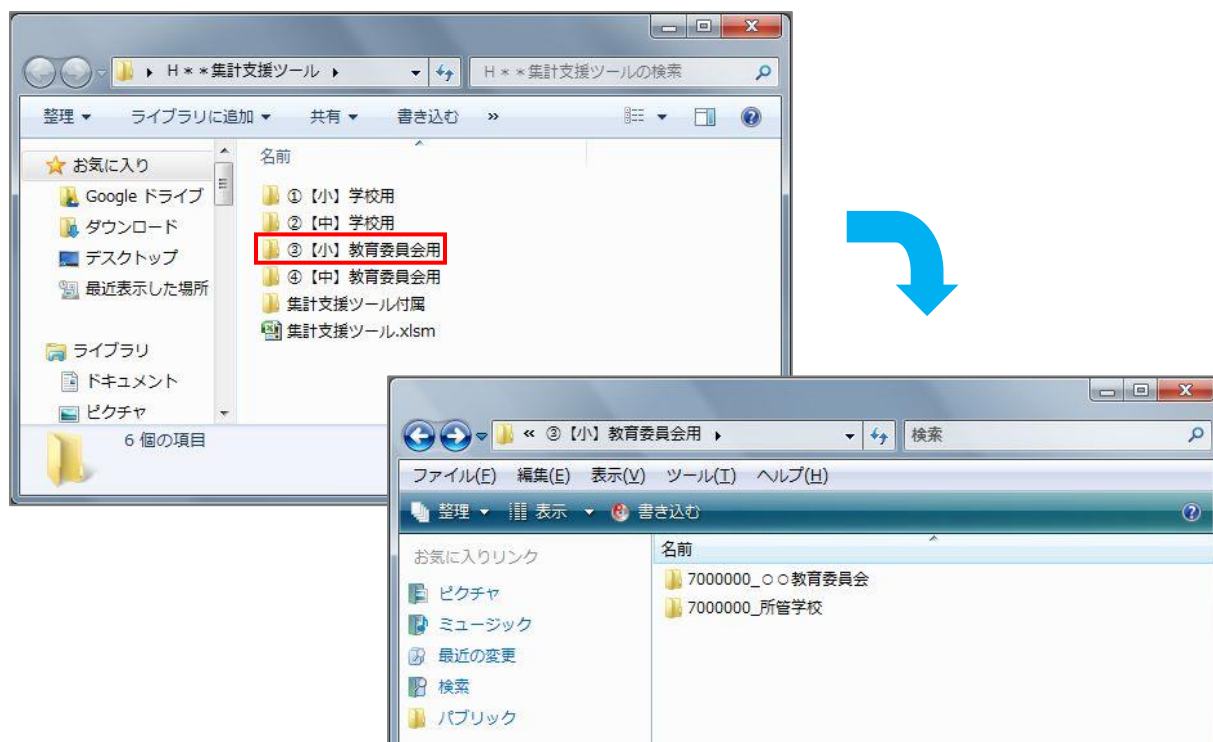 H＊＊集計支援ツール
H＊＊集計支援ツールの検索
整理 ライブラリに追加 共有 書き込む »
お気に入り
Google ドライブ
ダウンロード
デスクトップ
最近表示した場所
ライブラリ
ドキュメント
ピクチャ
名前
①【小】学校用
②【中】学校用
③【小】教育委員会用
④【中】教育委員会用
集計支援ツール付属
集計支援ツール.xlsm
6 個の項目
« ③【小】教育委員会用
検索
ファイル(F) 編集(E) 表示(V) ツール(T) ヘルプ(H)
整理 表示 書き込む
お気に入りリンク
ピクチャ
ミュージック
最近の変更
検索
パブリック
名前
7000000_○○教育委員会
7000000_所管学校